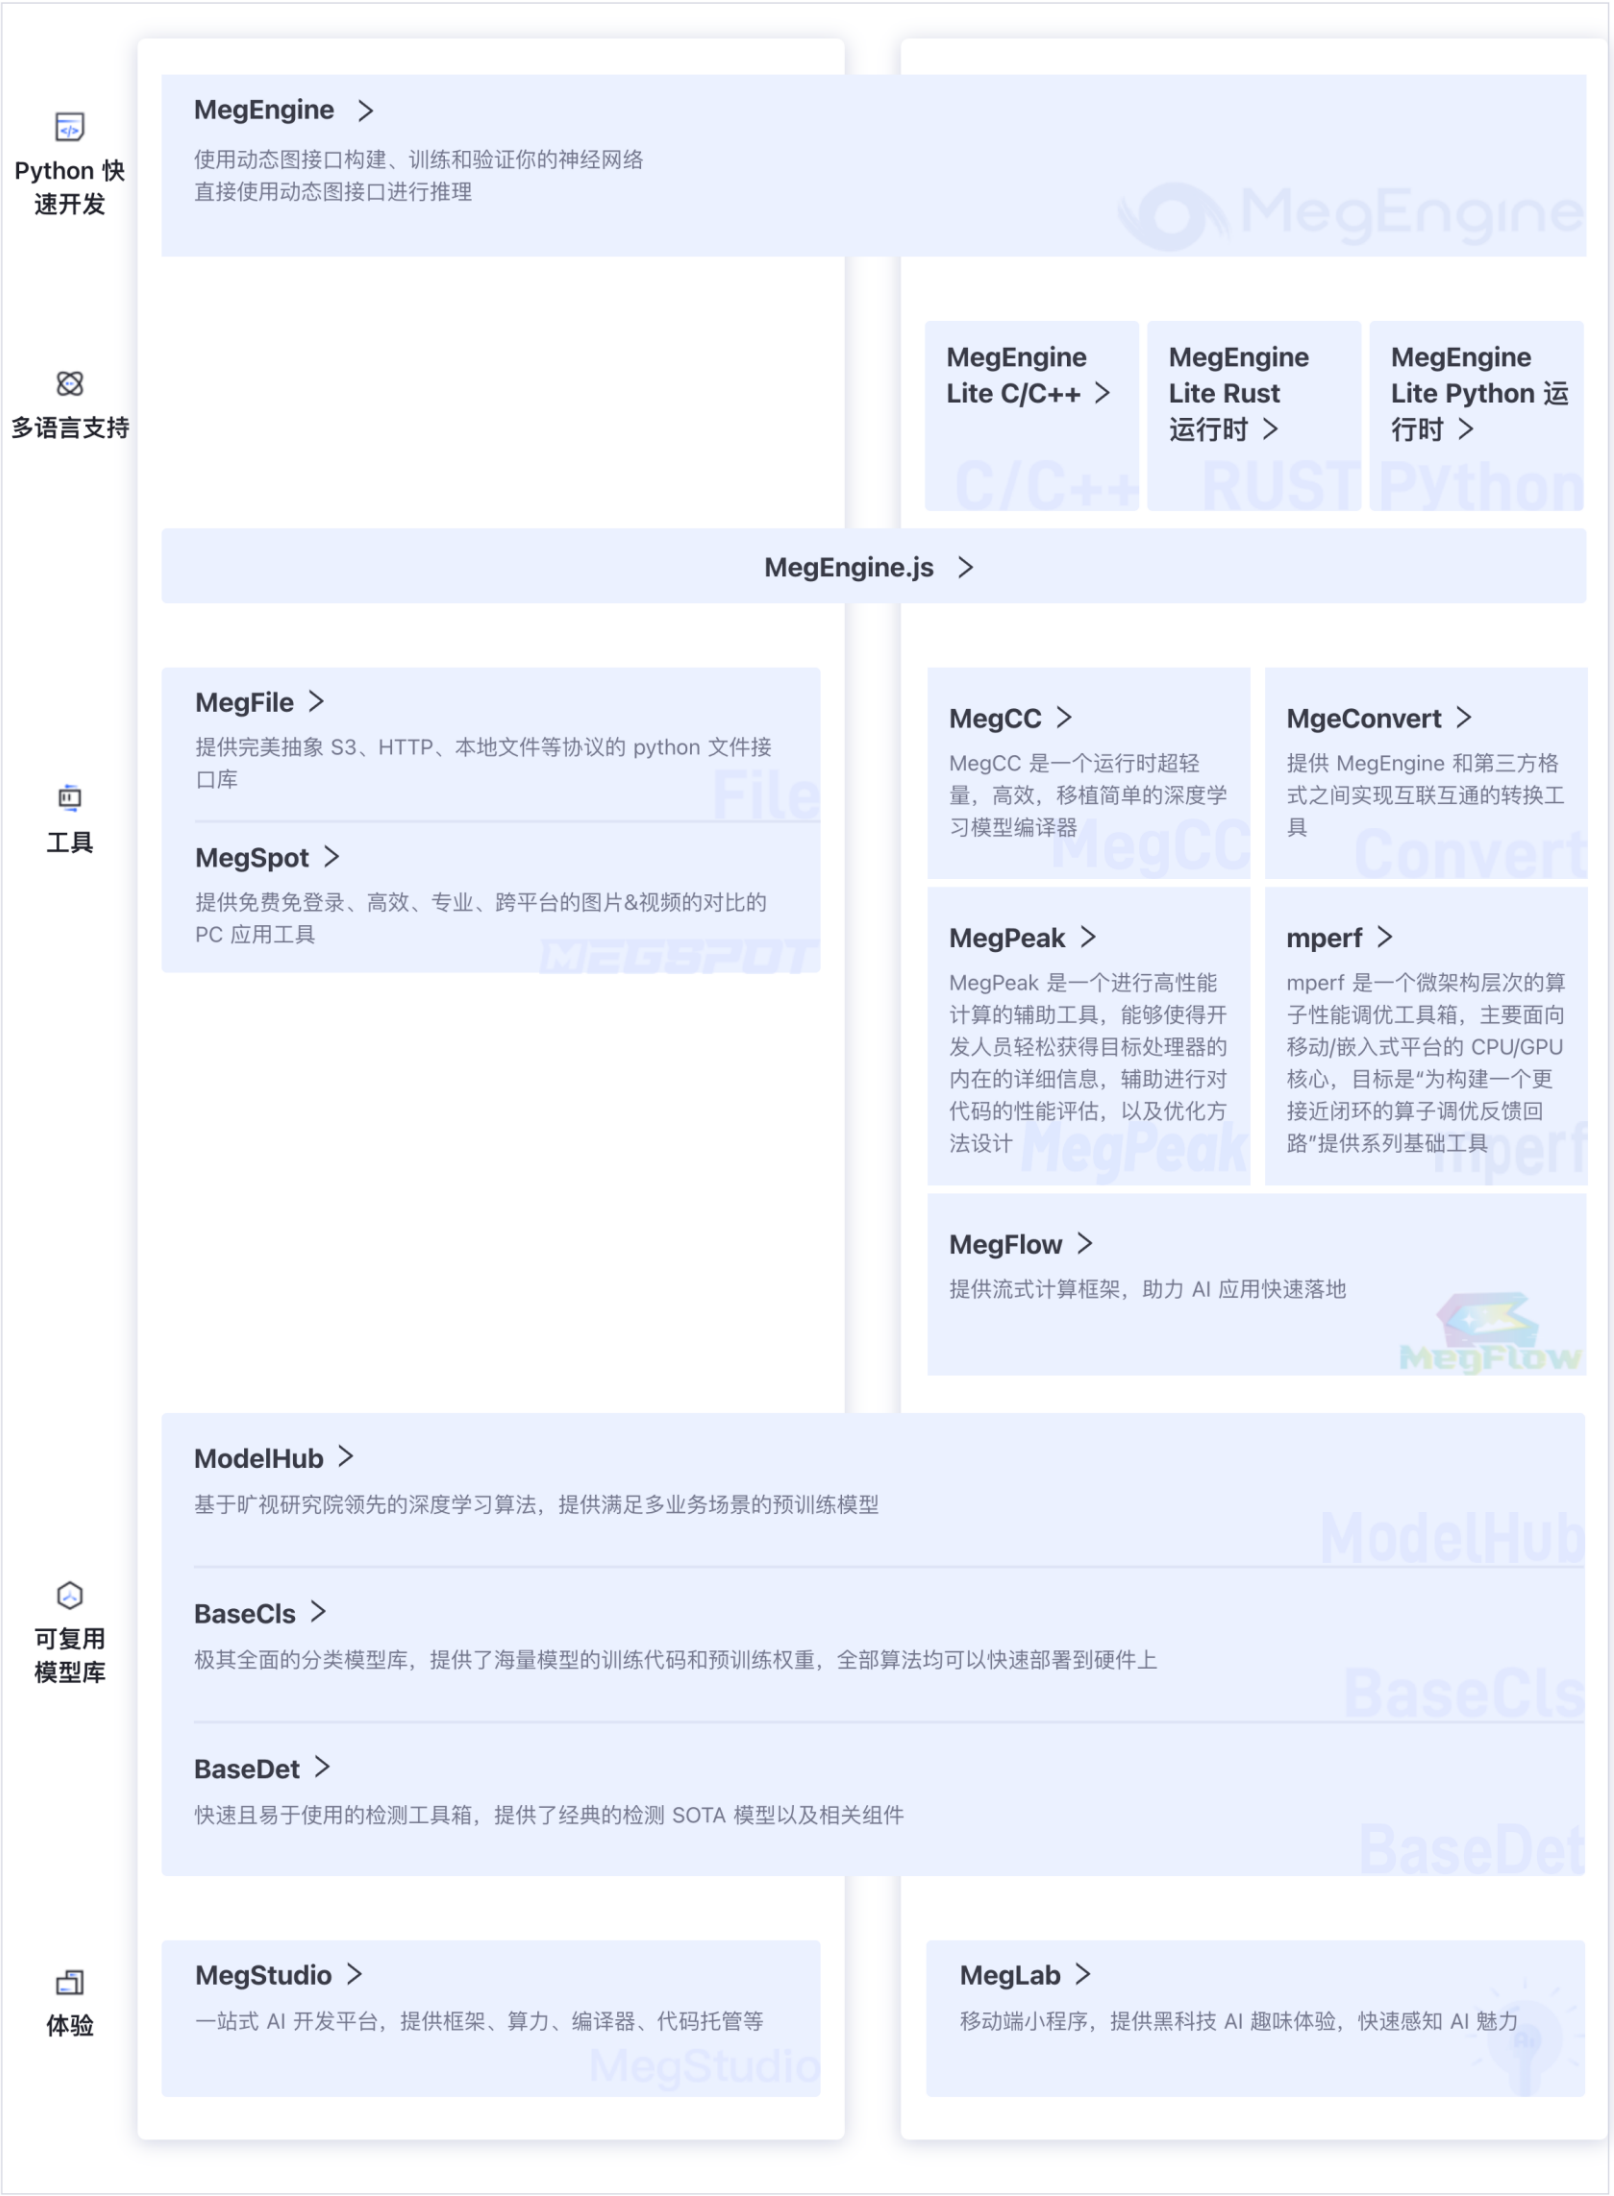 Python 快
速开发
MegEngine
使用动态图接口构建、训练和验证你的神经网络
直接使用动态图接口进行推理
MegEngine
多语言支持
MegEngine
Lite C/C++
C/C++
MegEngine
Lite Rust
运行时
RUST
MegEngine
Lite Python 运
行时
Python
MegEngine.js
工具
MegFile
提供完美抽象 S3、HTTP、本地文件等协议的 python 文件接
口库
File
MegSpot
提供免费免登录、高效、专业、跨平台的图片&视频的对比的
PC 应用工具
MEGSPOT
MegCC
MegCC 是一个运行时超轻
量，高效，移植简单的深度学
习模型编译器
MegCC
MgeConvert
提供 MegEngine 和第三方格
式之间实现互联互通的转换工
具
Convert
MegPeak
MegPeak 是一个进行高性能
计算的辅助工具，能够使得开
发人员轻松获得目标处理器的
内在的详细信息，辅助进行对
代码的性能评估，以及优化方
法设计
MegPeak
mperf
mperf 是一个微架构层次的算
子性能调优工具箱，主要面向
移动/嵌入式平台的 CPU/GPU
核心，目标是“为构建一个更
接近闭环的算子调优反馈回
路”提供系列基础工具
mperf
MegFlow
提供流式计算框架，助力 AI 应用快速落地
MegFlow
可复用
模型库
ModelHub
基于旷视研究院领先的深度学习算法，提供满足多业务场景的预训练模型
ModelHub
BaseCls
极其全面的分类模型库，提供了海量模型的训练代码和预训练权重，全部算法均可以快速部署到硬件上
BaseCls
BaseDet
快速且易于使用的检测工具箱，提供了经典的检测 SOTA 模型以及相关组件
BaseDet
体验
MegStudio
一站式 AI 开发平台，提供框架、算力、编译器、代码托管等
MegStudio
MegLab
移动端小程序，提供黑科技 AI 趣味体验，快速感知 AI 魅力
AI